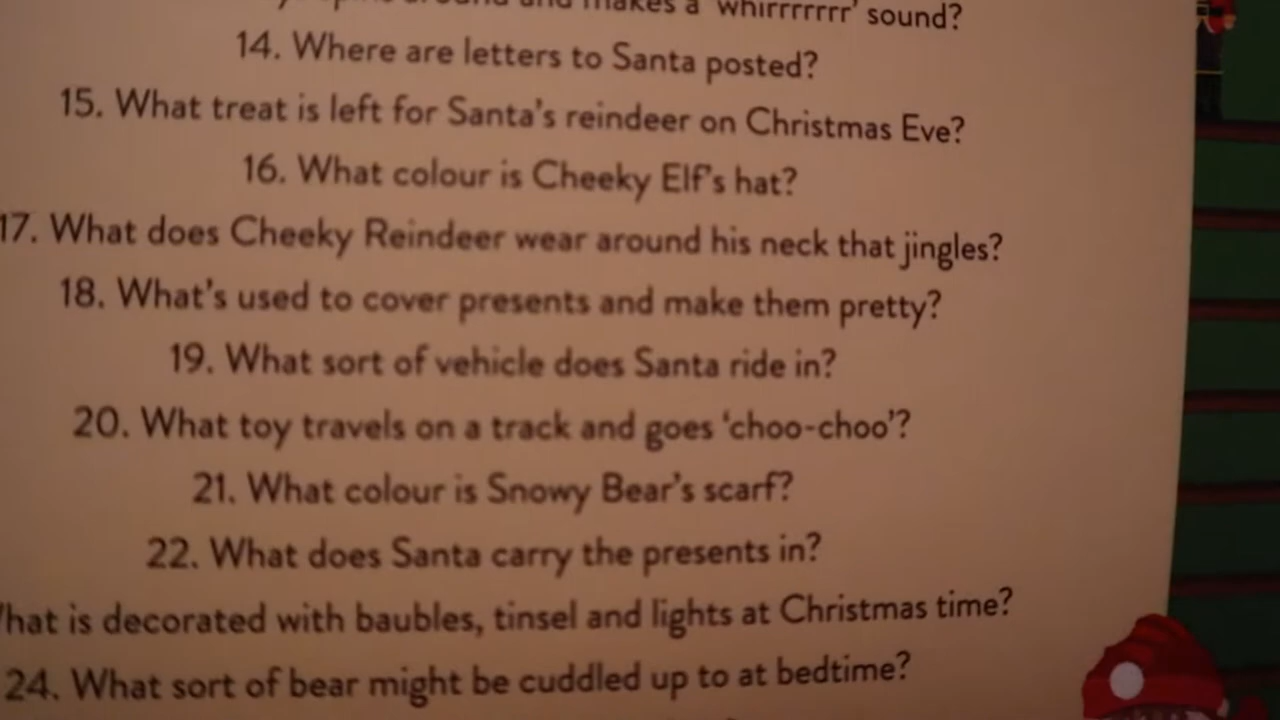 makes a 'whirrrrrrr' sound?
14. Where are letters to Santa posted?
15. What treat is left for Santa's reindeer on Christmas Eve?
16. What colour is Cheeky Elf's hat?
17. What does Cheeky Reindeer wear around his neck that jingles?
18. What's used to cover presents and make them pretty?
19. What sort of vehicle does Santa ride in?
20. What toy travels on a track and goes 'choo-choo'?
21. What colour is Snowy Bear's scarf?
22. What does Santa carry the presents in?
What is decorated with baubles, tinsel and lights at Christmas time?
24. What sort of bear might be cuddled up to at bedtime?